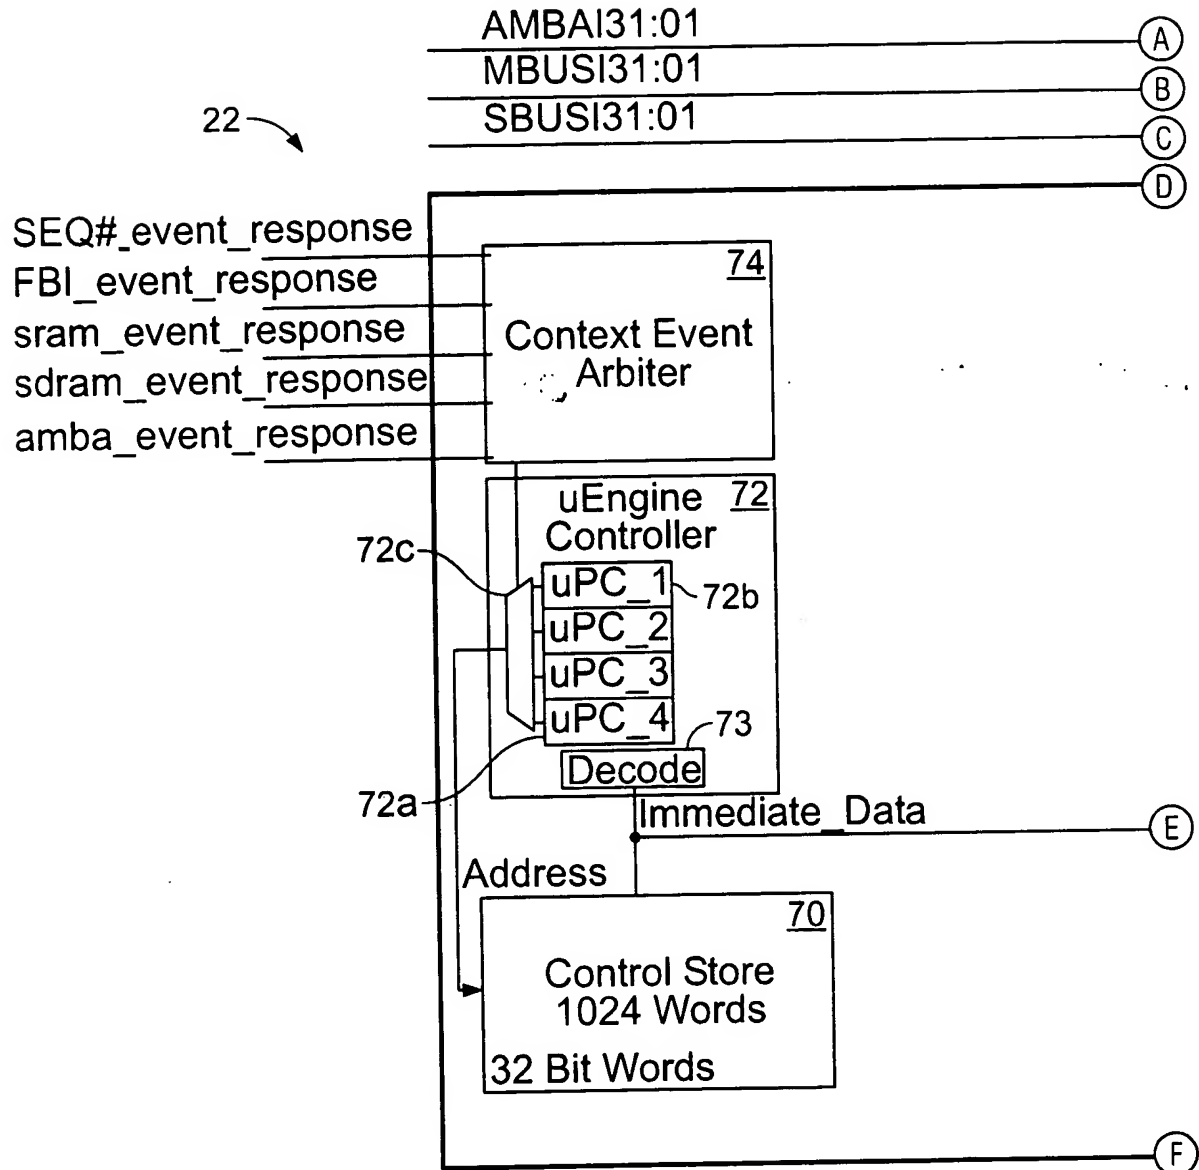 AMBAI31:01
A
MBUSI31:01
B
SBUSI31:01
C
22
D
SEQ#_event_response
FBI_event_response
sram_event_response
sdram_event_response
amba_event_response
74
Context Event
Arbiter
uEngine
Controller
72
72c
uPC_1
72b
uPC_2
uPC_3
uPC_4
73
Decode
72a
Immediate_Data
E
Address
70
Control Store
1024 Words
32 Bit Words
F